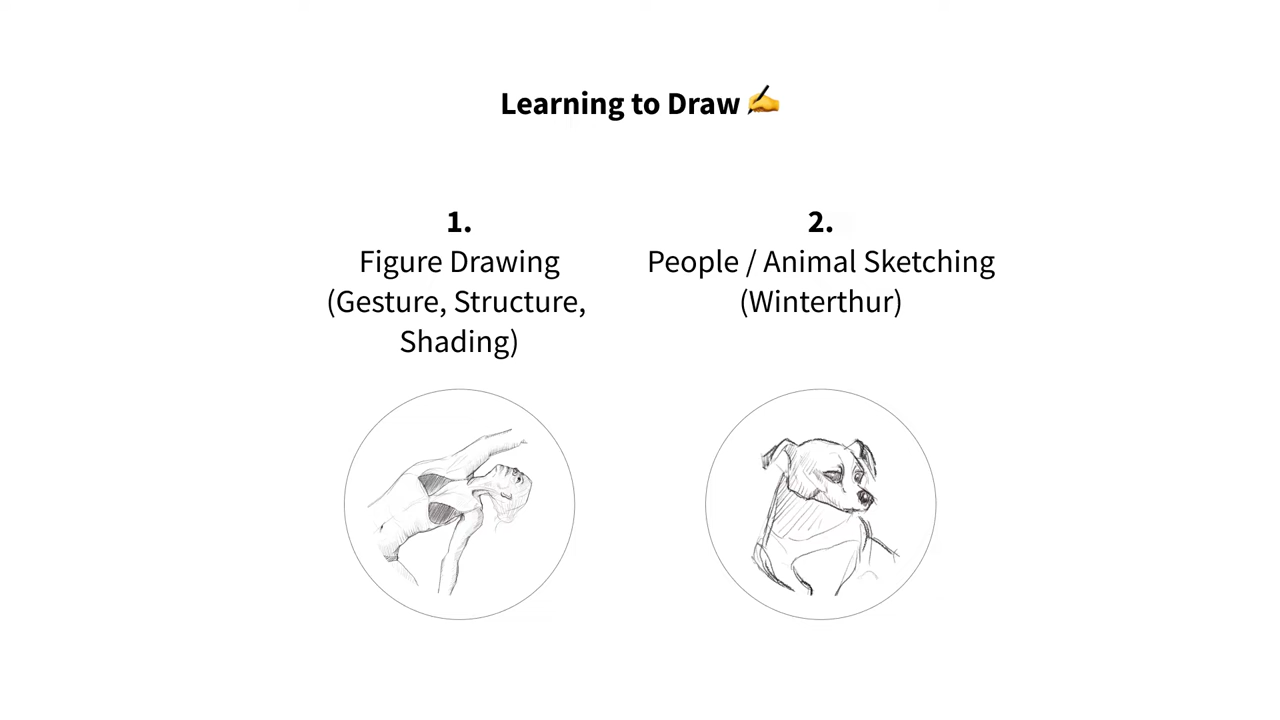 Learning to Draw ✍️
1.
Figure Drawing
(Gesture, Structure,
Shading)
2.
People / Animal Sketching
(Winterthur)